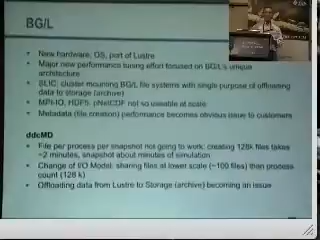 BG/L
New hardware, OS, port of Lustre
Major new performance tuning effort focused on BG/L's unique
architecture
SLIC: cluster mounting BG/L file systems with single purpose of offloading
data to storage (archive)
MPI-IO, HDF5, pNetCDF not so useable at scale
Metadata (file creation) performance becomes obvious issue to customers
ddcMD
File per process per snapshot not going to work: creating 128k files takes
~2 minutes, snapshot about minutes of simulation
Change of I/O Model: sharing files at lower scale (~100 files) than process
count (128 k)
Offloading data from Lustre to Storage (archive) becoming an issue